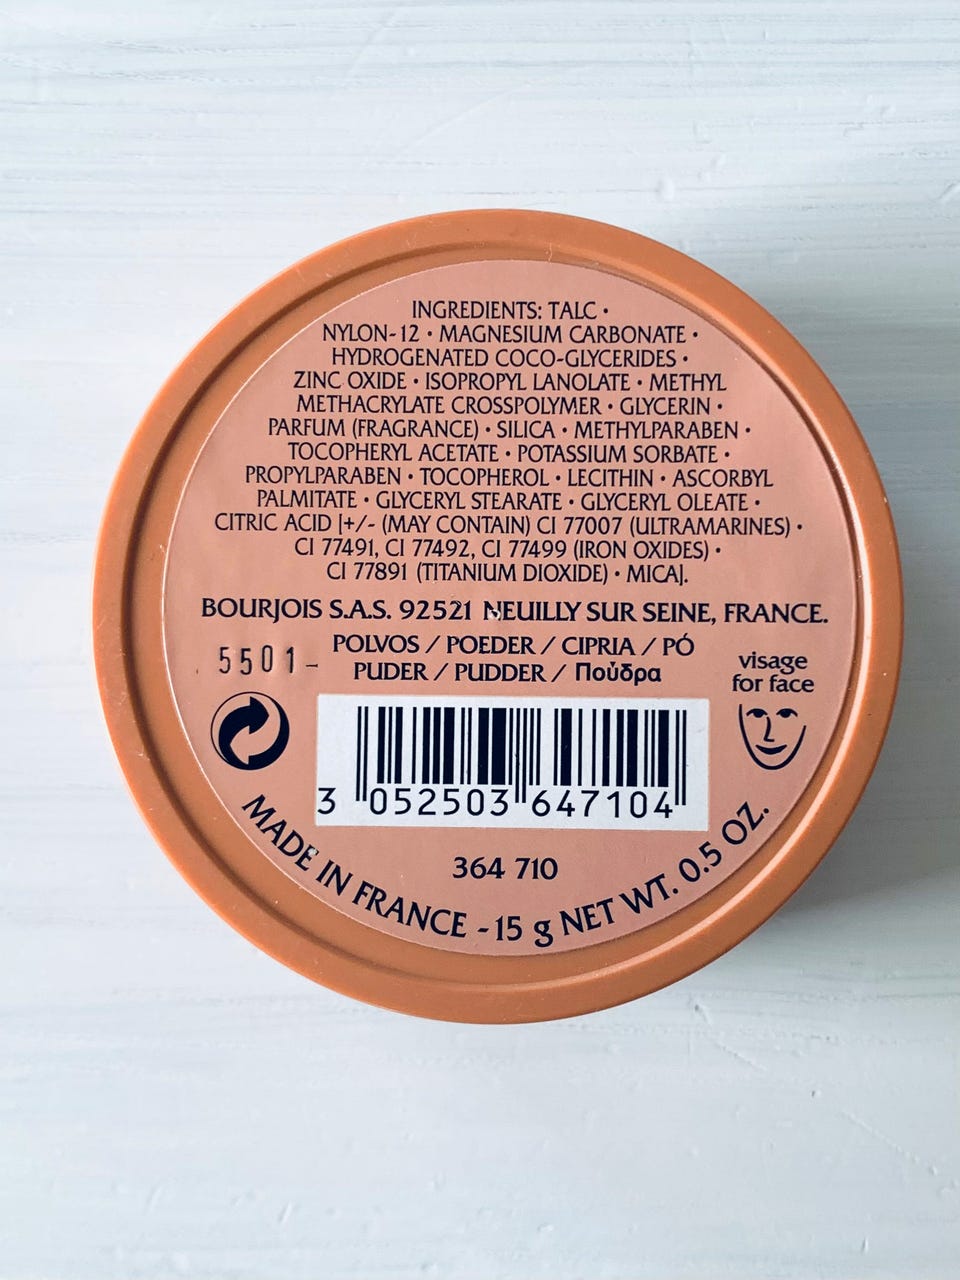 INGREDIENTS: TALC •
NYLON-12 • MAGNESIUM CARBONATE •
HYDROGENATED COCO-GLYCERIDES •
ZINC OXIDE • ISOPROPYL LANOLATE • METHYL
METHACRYLATE CROSSPOLYMER • GLYCERIN •
PARFUM (FRAGRANCE) • SILICA • METHYLPARABEN •
TOCOPHERYL ACETATE • POTASSIUM SORBATE •
PROPYLPARABEN • TOCOPHEROL • LECITHIN • ASCORBYL
PALMITATE • GLYCERYL STEARATE • GLYCERYL OLEATE •
CITRIC ACID [+/- (MAY CONTAIN) CI 77007 (ULTRAMARINES) •
CI 77491, CI 77492, CI 77499 (IRON OXIDES) •
CI 77891 (TITANIUM DIOXIDE) • MICA].
BOURJOIS S.A.S. 92521 NEUILLY SUR SEINE, FRANCE.
POLVOS / POEDER / CIPRIA / PÓ
PUDER / PUDDER / Πούδρα
5501-
visage
for face
3 052503 647104
364 710
MADE IN FRANCE - 15 g NET WT. 0.5 OZ.